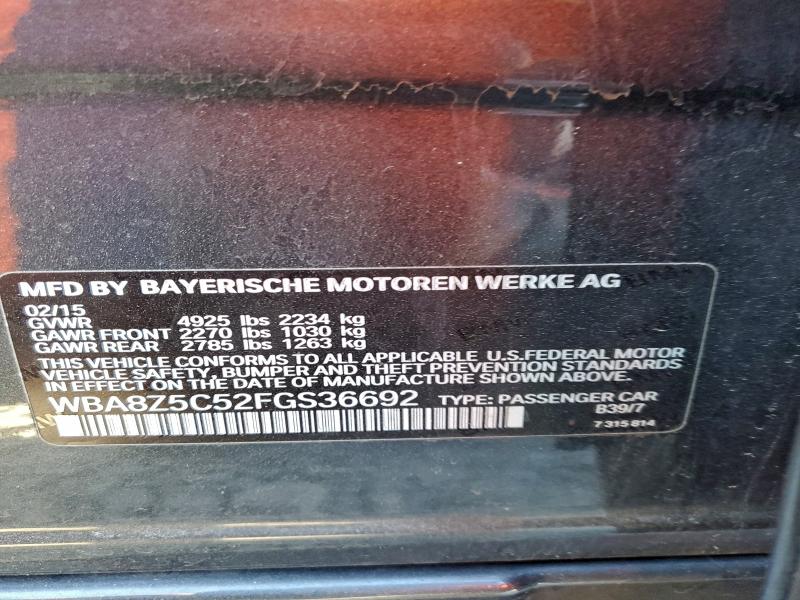 MFD BY BAYERISCHE MOTOREN WERKE AG
02/15
GVWR 4925 lbs 2234 kg
GAWR FRONT 2270 lbs 1030 kg
GAWR REAR 2785 lbs 1263 kg
THIS VEHICLE CONFORMS TO ALL APPLICABLE U.S.FEDERAL MOTOR
VEHICLE SAFETY, BUMPER AND THEFT PREVENTION STANDARDS
IN EFFECT ON DATE OF MANUFACTURE SHOWN ABOVE.
WBA8Z5C52FGS36692 TYPE: PASSENGER CAR
B39/7
7 315 814